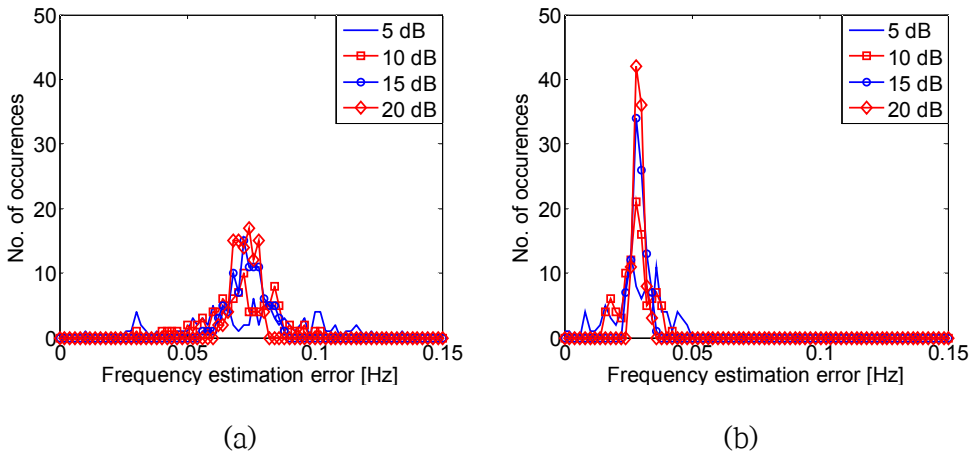 50
40
30
20
10
0
No. of occurences
5 dB
10 dB
15 dB
20 dB
0
0.05
0.1
0.15
Frequency estimation error [Hz]
(a)
50
40
30
20
10
0
No. of occurences
5 dB
10 dB
15 dB
20 dB
0
0.05
0.1
0.15
Frequency estimation error [Hz]
(b)